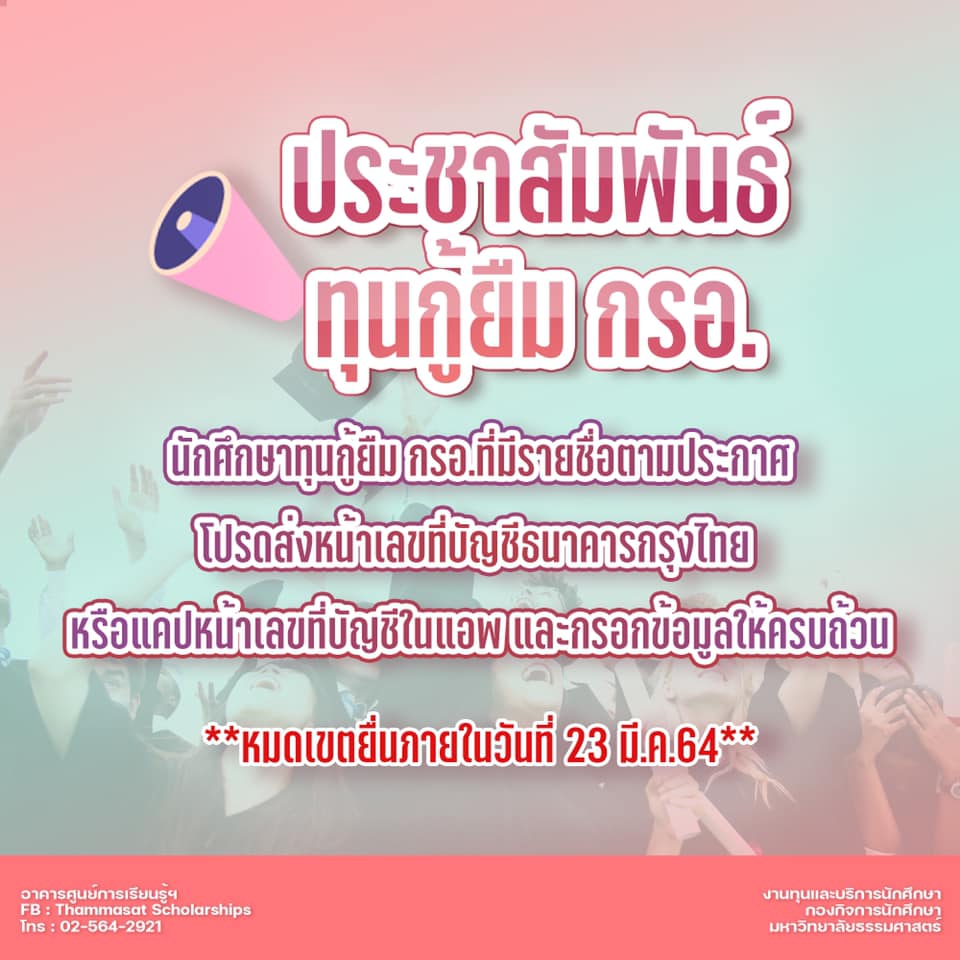 ประชาสัมพันธ์
ทุนกู้ยืม กรอ.
นักศึกษาทุนกู้ยืม กรอ.ที่มีรายชื่อตามประกาศ
โปรดส่งหน้าเลขที่บัญชีธนาคารกรุงไทย
หรือแคปหน้าเลขที่บัญชีในแอพ และกรอกข้อมูลให้ครบถ้วน
**หมดเขตยื่นภายในวันที่ 23 มี.ค.64**
อาคารศูนย์การเรียนรู้ฯ
FB : Thammasat Scholarships
โทร : 02-564-2921
งานทุนและบริการนักศึกษา
กองกิจการนักศึกษา
มหาวิทยาลัยธรรมศาสตร์